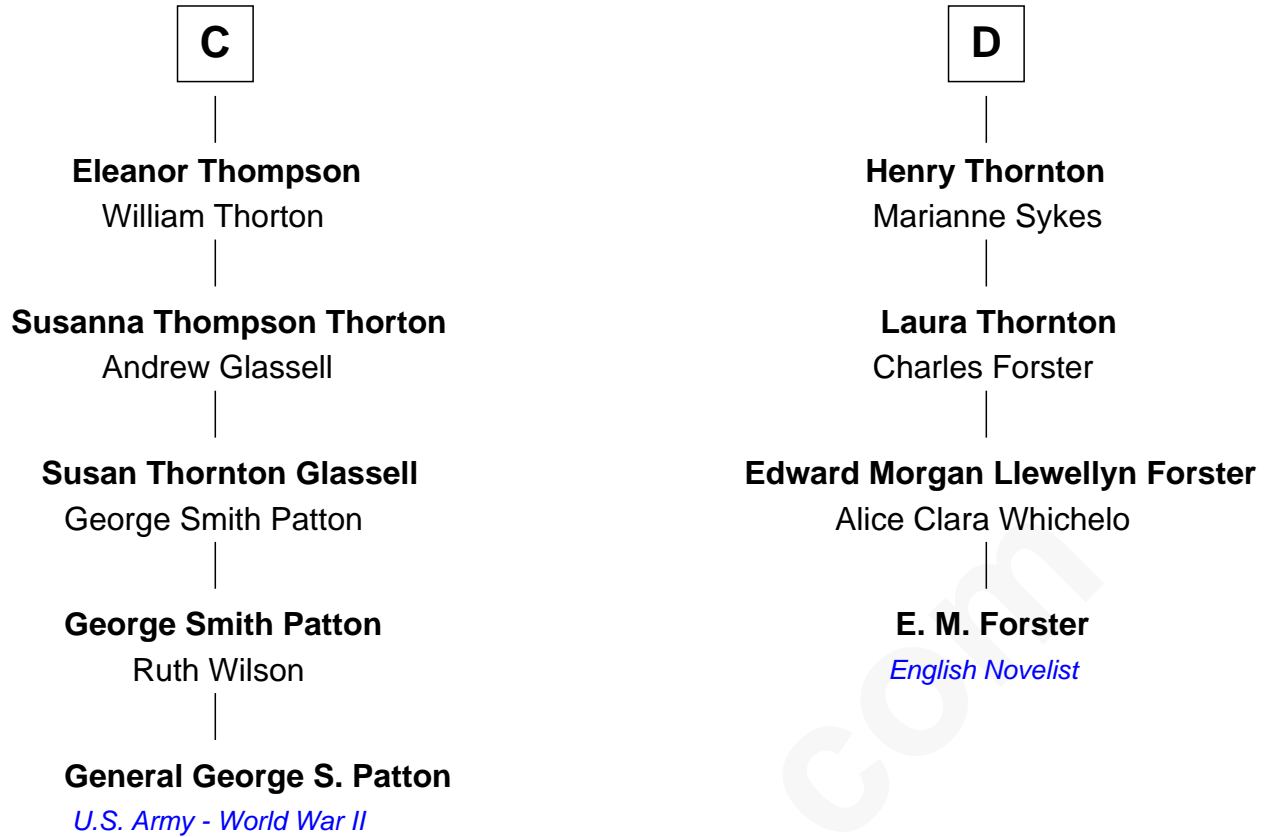 C
Eleanor Thompson
William Thorton
Susanna Thompson Thorton
Andrew Glassell
Susan Thornton Glassell
George Smith Patton
George Smith Patton
Ruth Wilson
General George S. Patton
U.S. Army - World War II
D
Henry Thornton
Marianne Sykes
Laura Thornton
Charles Forster
Edward Morgan Llewellyn Forster
Alice Clara Whichelo
E. M. Forster
English Novelist
com